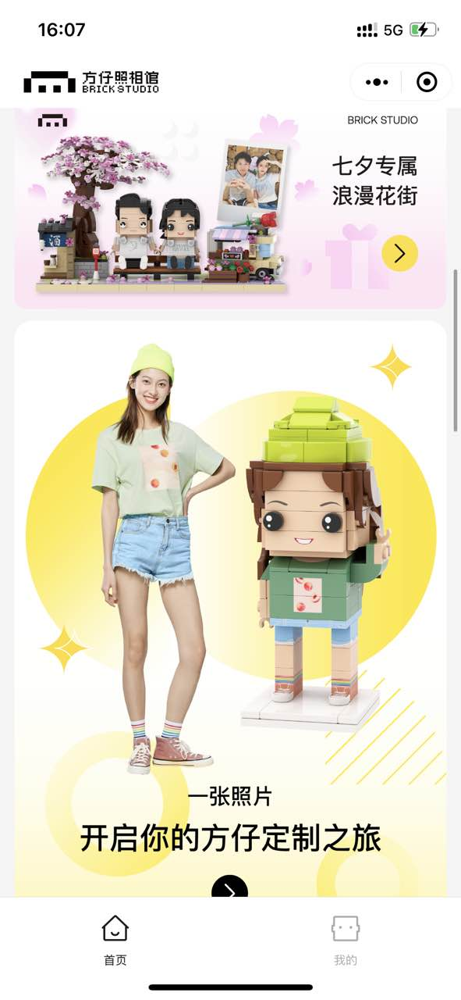 16:07
5G
方仔照相馆
BRICK STUDIO
BRICK STUDIO
七夕专属
浪漫花街
酒
一张照片
开启你的方仔定制之旅
首页
我的